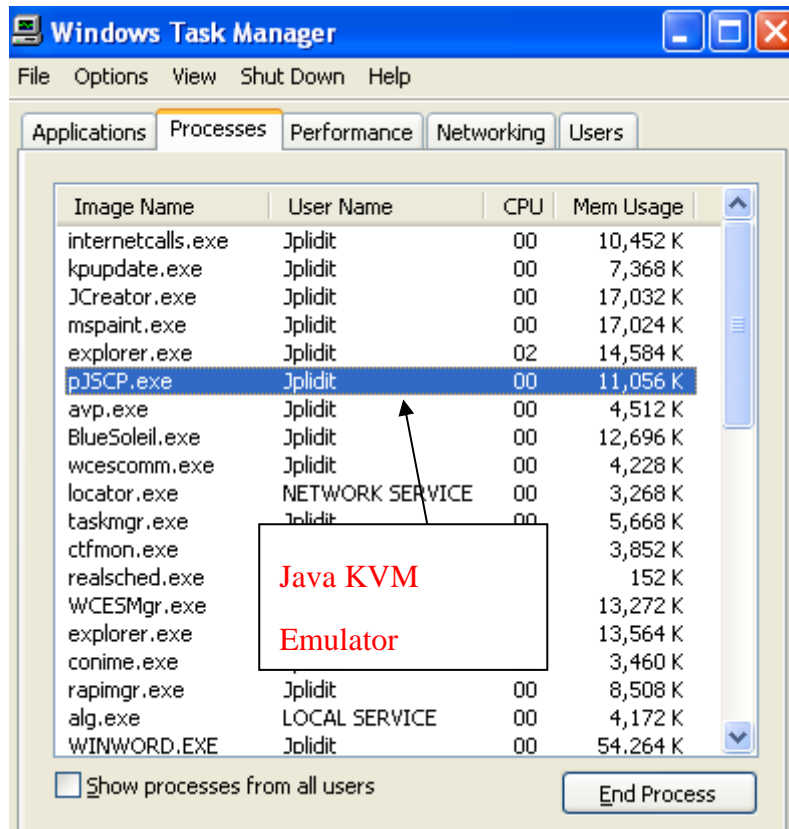 Windows Task Manager
File Options View Shut Down Help
Applications Processes Performance Networking Users
Image Name User Name CPU Mem Usage
internetcalls.exe Jplidit 00 10,452 K
kpupdate.exe Jplidit 00 7,368 K
JCreator.exe Jplidit 00 17,032 K
mspaint.exe Jplidit 00 17,024 K
explorer.exe Jplidit 02 14,584 K
pJSCP.exe Jplidit 00 11,056 K
avp.exe Jplidit 00 4,512 K
BlueSoleil.exe Jplidit 00 12,696 K
wcescomm.exe Jplidit 00 4,228 K
locator.exe NETWORK SERVICE 00 3,268 K
taskmgr.exe Jplidit 00 5,668 K
ctfmon.exe 3,852 K
realsched.exe 152 K
WCESMgr.exe 13,272 K
explorer.exe 13,564 K
conime.exe 3,460 K
rapimgr.exe Jplidit 00 8,508 K
alg.exe LOCAL SERVICE 00 4,172 K
WINWORD.EXE Jplidit 00 54,264 K
Java KVM
Emulator
Show processes from all users
End Process